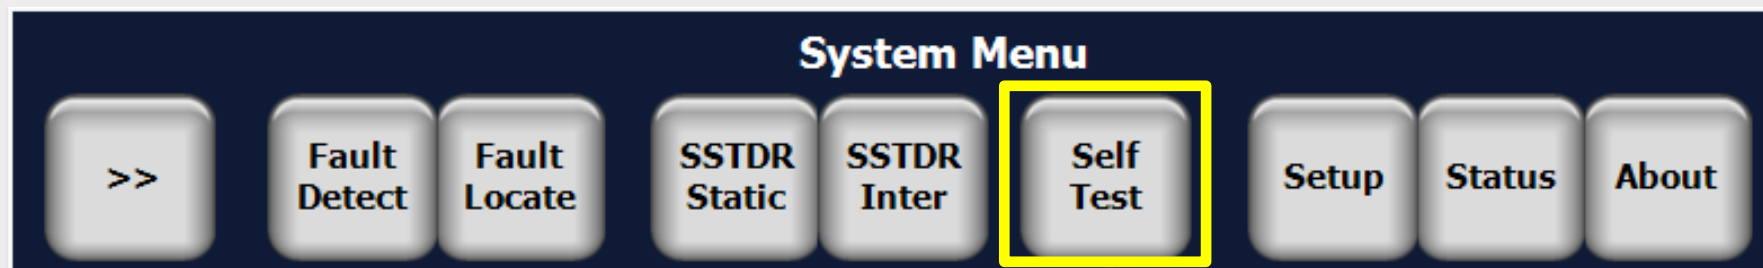 System Menu
>>
Fault
Detect
Fault
Locate
SSTDR
Static
SSTDR
Inter
Self
Test
Setup
Status
About